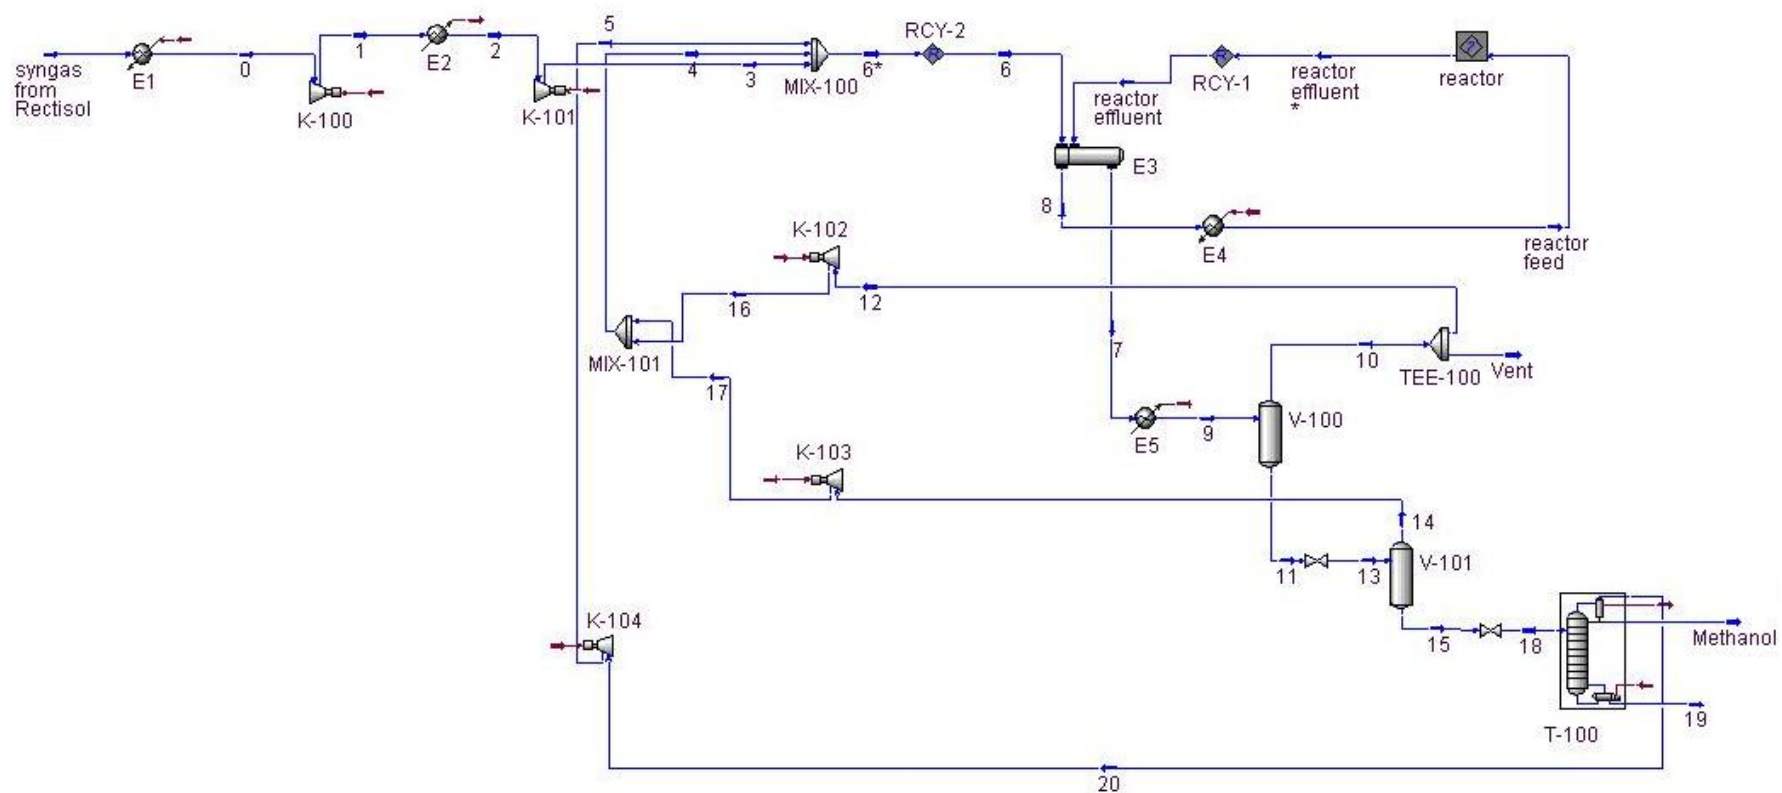 syngas
from
Rectisol
E1
0
K-100
1
E2
2
K-101
5
4
3
MIX-100
6*
RCY-2
R
6
reactor
effluent
RCY-1
R
reactor
effluent
*
reactor
?
E3
8
E4
reactor
feed
K-102
16
12
MIX-101
17
7
10
TEE-100
Vent
E5
9
V-100
K-103
14
11
13
V-101
K-104
15
18
Methanol
19
T-100
20